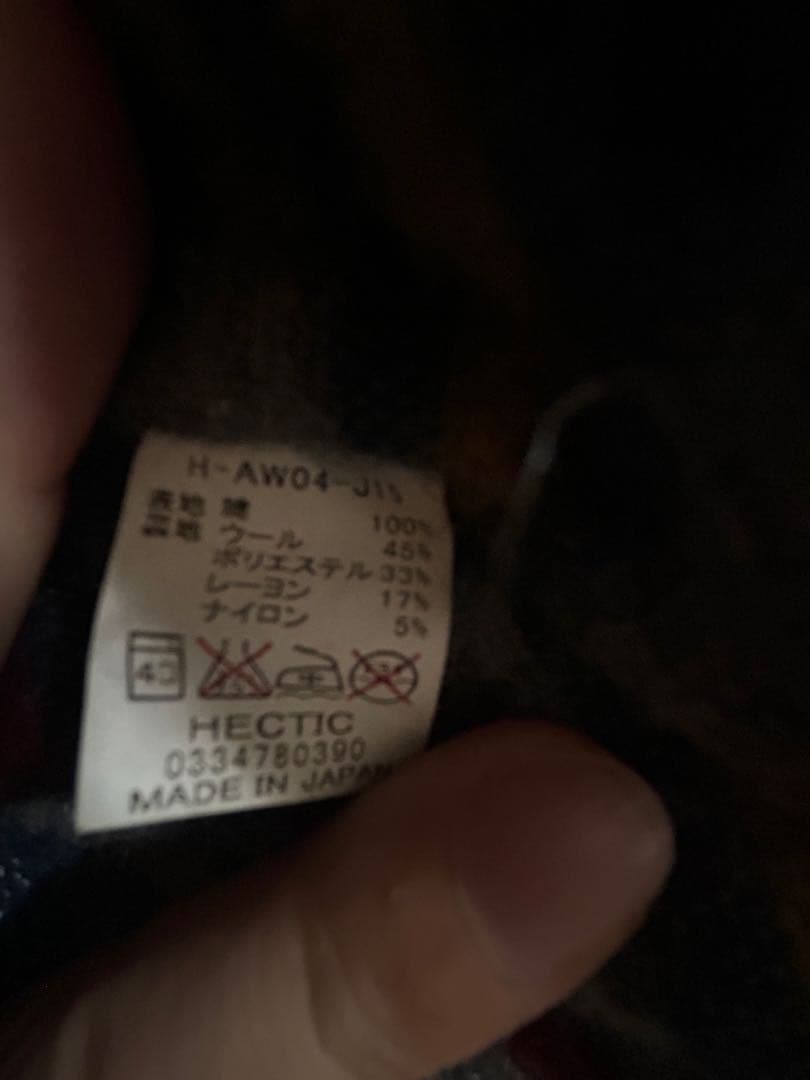 H-AW04-J15
表地 綿 100%
裏地 ウール 45%
ポリエステル 33%
レーヨン 17%
ナイロン 5%
40
HECTIC
0334780390
MADE IN JAPAN